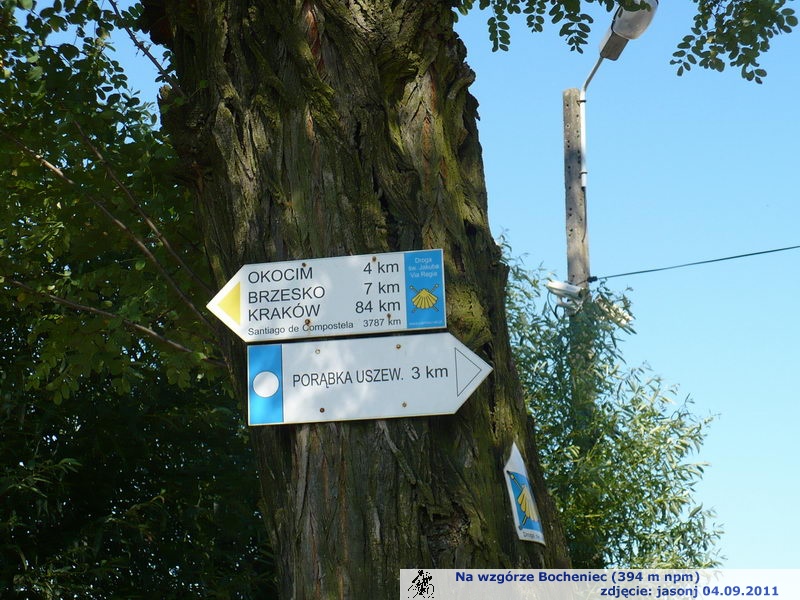 OKOCIM 4 km
BRZESKO 7 km
KRAKÓW 84 km
Santiago de Compostela 3787 km
Droga
św. Jakuba
Via Regia
PORĄBKA USZEW. 3 km
Na wzgórze Bocheniec (394 m npm)
zdjęcie: jasonj 04.09.2011